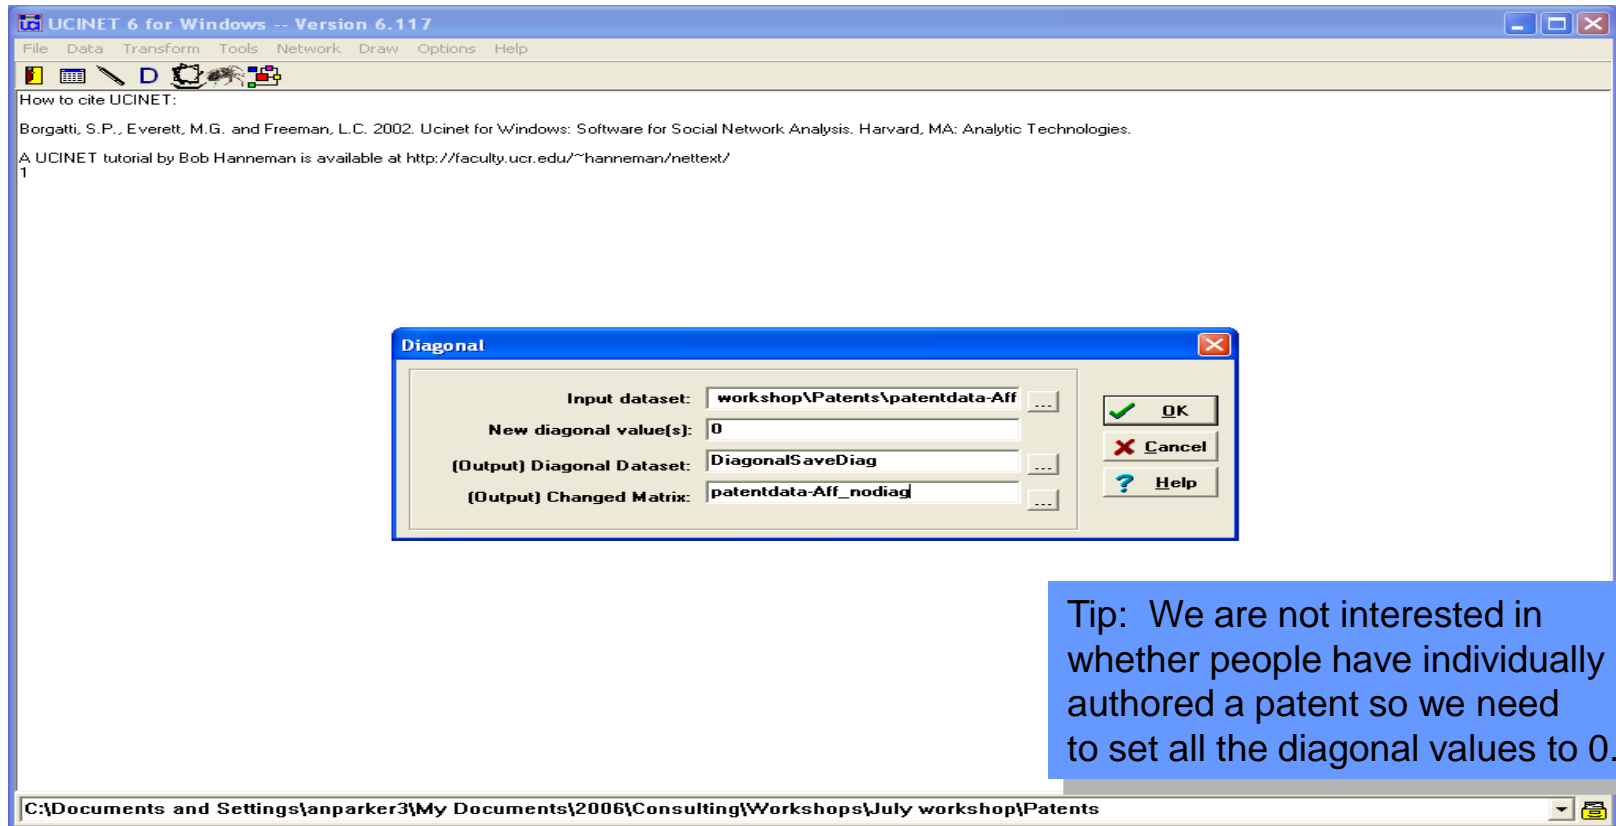 UCINET 6 for Windows -- Version 6.117
File Data Transform Tools Network Draw Options Help
D
How to cite UCINET:
Borgatti, S.P., Everett, M.G. and Freeman, L.C. 2002. Ucinet for Windows: Software for Social Network Analysis. Harvard, MA: Analytic Technologies.
A UCINET tutorial by Bob Hanneman is available at http://faculty.ucr.edu/~hanneman/nettext/
1
Diagonal
Input dataset: workshop\Patents\patentdata-Aff ...
New diagonal value(s): 0
(Output) Diagonal Dataset: DiagonalSaveDiag ...
(Output) Changed Matrix: patentdata-Aff_nodiag ...
OK
Cancel
? Help
Tip: We are not interested in
whether people have individually
authored a patent so we need
to set all the diagonal values to 0.
C:\Documents and Settings\anparker3\My Documents\2006\Consulting\Workshops\July workshop\Patents